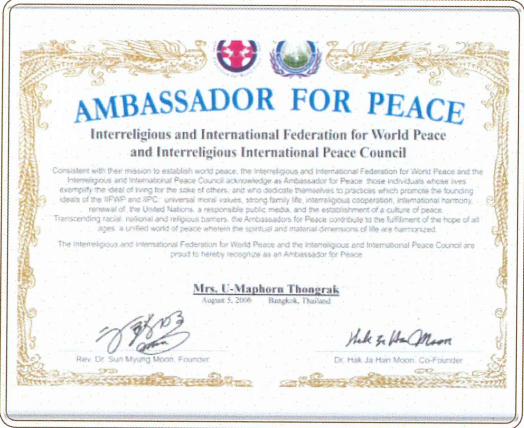 AMBASSADOR FOR PEACE
Interreligious and International Federation for World Peace
and Interreligious International Peace Council
Consistent with their mission to establish world peace, the Interreligious and International Federation for World Peace and the
Interreligious and International Peace Council acknowledge as Ambassador for Peace those individuals whose lives
exemplify the ideal of living for the sake of others, and who dedicate themselves to practices which promote the founding
ideals of the IIFWP and IIPC: universal moral values, strong family life, interreligious cooperation, international harmony,
renewal of the United Nations, a responsible public media, and the establishment of a culture of peace.
Transcending racial, national and religious barriers, the Ambassadors for Peace contribute to the fulfillment of the hope of all
ages, a unified world of peace wherein the spiritual and material dimensions of life are harmonized.
The Interreligious and International Federation for World Peace and the Interreligious and International Peace Council are
proud to hereby recognize as an Ambassador for Peace
Mrs. U-Maphorn Thongrak
August 5, 2006 Bangkok, Thailand
Hak Ja Han Moon
Rev. Dr. Sun Myung Moon, Founder
Dr. Hak Ja Han Moon, Co-Founder